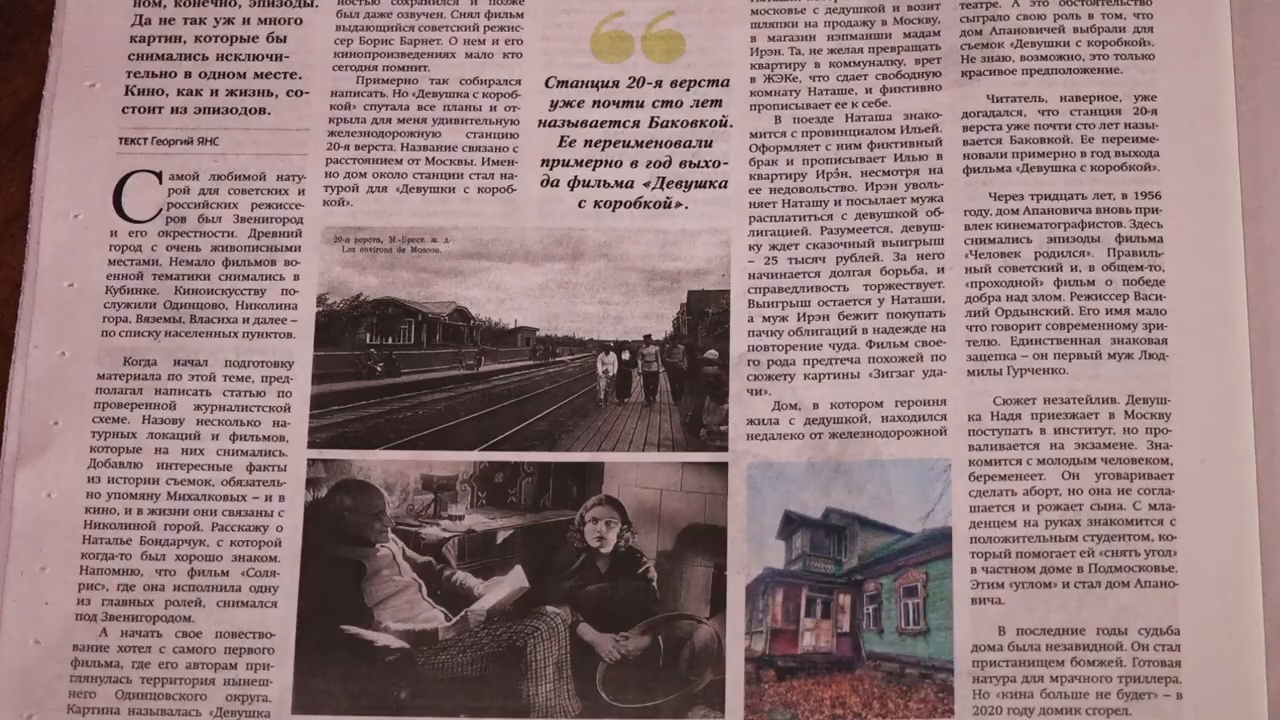 ном, конечно, эпизоды.
Да не так уж и много
картин, которые бы
снимались исключи-
тельно в одном месте.
Кино, как и жизнь, со-
стоит из эпизодов.
ТЕКСТ Георгий ЯНС
Самой любимой нату-
рой для советских и
российских режиссе-
ров был Звенигород
и его окрестности. Древний
город с очень живописными
местами. Немало фильмов во-
енной тематики снимались в
Кубинке. Киноискусству по-
служили Одинцово, Николина
гора, Вяземы, Власиха и далее –
по списку населенных пунктов.
Когда начал подготовку
материала по этой теме, пред-
полагал написать статью по
проверенной журналистской
схеме. Назову несколько на-
турных локаций и фильмов,
которые на них снимались.
Добавлю интересные факты
из истории съемок, обязатель-
но упомяну Михалковых – и в
кино, и в жизни они связаны с
Николиной горой. Расскажу о
Наталье Бондарчук, с которой
когда-то был хорошо знаком.
Напомню, что фильм «Соля-
рис», где она исполнила одну
из главных ролей, снимался
под Звенигородом.
А начать свое повество-
вание хотел с самого первого
фильма, где его авторам при-
глянулась территория нынеш-
него Одинцовского округа.
Картина называлась «Девушка
ностью сохранился и позже
был даже озвучен. Снял фильм
выдающийся советский режис-
сер Борис Барнет. О нем и его
кинопроизведениях мало кто
сегодня помнит.
Примерно так собирался
написать. Но «Девушка с короб-
кой» спутала все планы и от-
крыла для меня удивительную
железнодорожную станцию
20-я верста. Название связано с
расстоянием от Москвы. Имен-
но дом около станции стал на-
турой для «Девушки с короб-
кой».
Станция 20-я верста
уже почти сто лет
называется Баковкой.
Ее переименовали
примерно в год выхо-
да фильма «Девушка
с коробкой».
20-я верста, М-Брест. ж. д.
Les environs de Moscou.
московье с дедушкой и возит
шляпки на продажу в Москву,
в магазин нэпманши мадам
Ирэн. Та, не желая превращать
квартиру в коммуналку, врет
в ЖЭКе, что сдает свободную
комнату Наташе, и фиктивно
прописывает ее к себе.
В поезде Наташа знако-
мится с провинциалом Ильей.
Оформляет с ним фиктивный
брак и прописывает Илью в
квартиру Ирэн, несмотря на
ее недовольство. Ирэн уволь-
няет Наташу и посылает мужа
расплатиться с девушкой об-
лигацией. Разумеется, девуш-
ку ждет сказочный выигрыш
– 25 тысяч рублей. За него
начинается долгая борьба, и
справедливость торжествует.
Выигрыш остается у Наташи,
а муж Ирэн бежит покупать
пачку облигаций в надежде на
повторение чуда. Фильм свое-
го рода предтеча похожей по
сюжету картины «Зигзаг уда-
чи».
Дом, в котором героиня
жила с дедушкой, находился
недалеко от железнодорожной
театре. А это обстоятельство
сыграло свою роль в том, что
дом Апановичей выбрали для
съемок «Девушки с коробкой».
Не знаю, возможно, это только
красивое предположение.
Читатель, наверное, уже
догадался, что станция 20-я
верста уже почти сто лет назы-
вается Баковкой. Ее переиме-
новали примерно в год выхода
фильма «Девушка с коробкой».
Через тридцать лет, в 1956
году, дом Апановича вновь при-
влек кинематографистов. Здесь
снимались эпизоды фильма
«Человек родился». Правиль-
ный советский и, в общем-то,
«проходной» фильм о победе
добра над злом. Режиссер Васи-
лий Ордынский. Его имя мало
что говорит современному зри-
телю. Единственная знаковая
зацепка – он первый муж Люд-
милы Гурченко.
Сюжет незатейлив. Девуш-
ка Надя приезжает в Москву
поступать в институт, но про-
валивается на экзамене. Зна-
комится с молодым человеком,
беременеет. Он уговаривает
сделать аборт, но она не согла-
шается и рожает сына. С мла-
денцем на руках знакомится с
положительным студентом, ко-
торый помогает ей «снять угол»
в частном доме в Подмосковье.
Этим «углом» и стал дом Апано-
вича.
В последние годы судьба
дома была незавидной. Он стал
пристанищем бомжей. Готовая
натура для мрачного триллера.
Но «кина больше не будет» – в
2020 году домик сгорел.